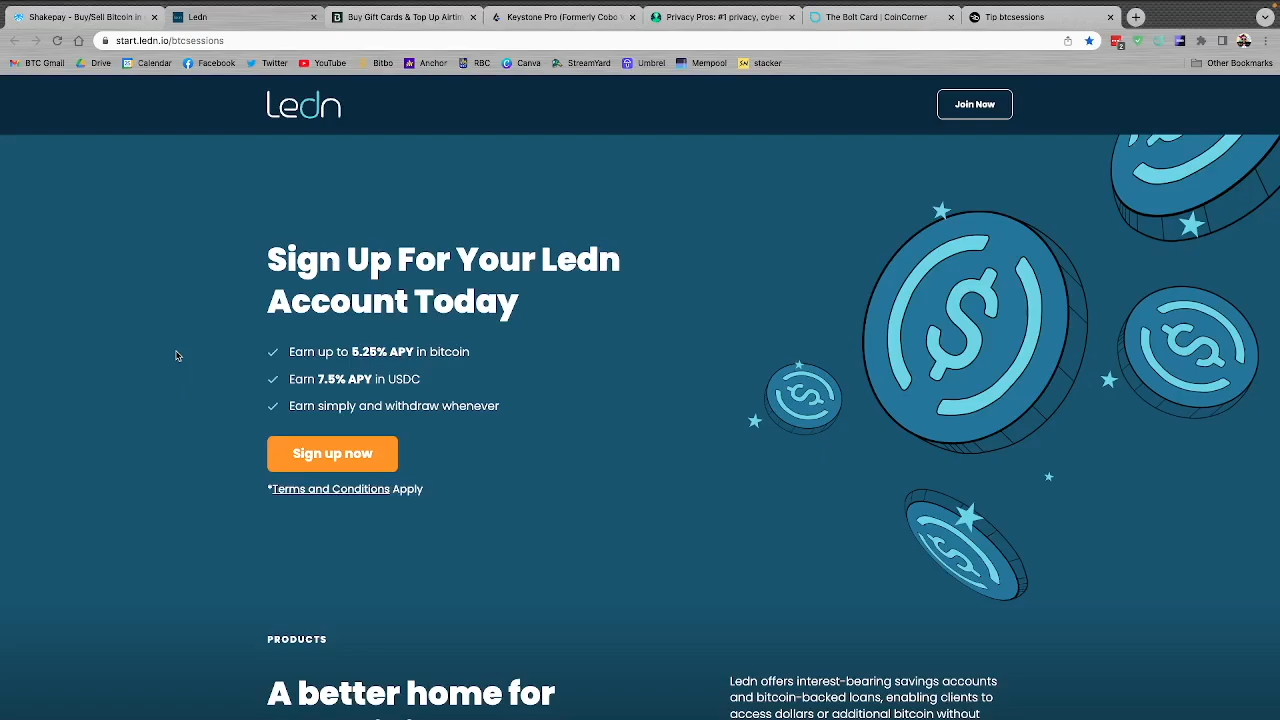 Shakepay - Buy/Sell Bitcoin in
Ledn
Buy Gift Cards & Top Up Airtim
Keystone Pro (Formerly Cobo V
Privacy Pros: #1 privacy, cyber
The Bolt Card | CoinCorner
Tip btcsessions
start.ledn.io/btcsessions
BTC Gmail
Drive
Calendar
Facebook
Twitter
YouTube
Bitbo
Anchor
RBC
Canva
StreamYard
Umbrel
Mempool
stacker
Other Bookmarks
Ledn
Join Now
Sign Up For Your Ledn
Account Today
Earn up to 5.25% APY in bitcoin
Earn 7.5% APY in USDC
Earn simply and withdraw whenever
Sign up now
*Terms and Conditions Apply
PRODUCTS
A better home for
Ledn offers interest-bearing savings accounts
and bitcoin-backed loans, enabling clients to
access dollars or additional bitcoin without